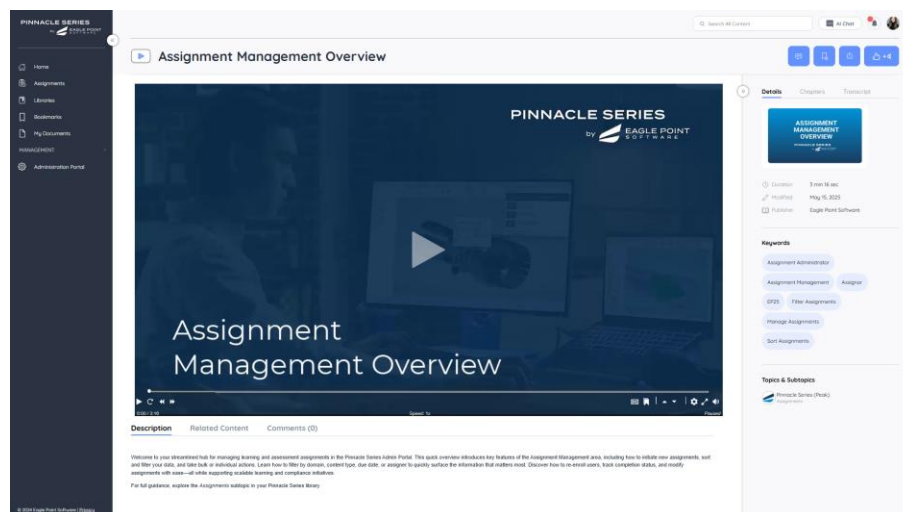 PINNACLE SERIES
by EAGLE POINT
SOFTWARE
Search All Content
AI Chat
Assignment Management Overview
+4
Home
Assignments
Libraries
Bookmarks
My Documents
MANAGEMENT
Administration Portal
PINNACLE SERIES
by EAGLE POINT
SOFTWARE
Assignment
Management Overview
0:00 / 3:16
Speed: 1x
Paused
Details Chapters Transcript
ASSIGNMENT
MANAGEMENT
OVERVIEW
PINNACLE SERIES
Duration 3 min 16 sec
Modified May 15, 2025
Publisher Eagle Point Software
Keywords
Assignment Administrator
Assignment Management Assignor
EP25 Filter Assignments
Manage Assignments
Sort Assignments
Topics & Subtopics
Pinnacle Series (Peak)
Assignments
Description Related Content Comments (0)
Welcome to your streamlined hub for managing learning and assessment assignments in the Pinnacle Series Admin Portal. This quick overview introduces key features of the Assignment Management area, including how to initiate new assignments, sort
and filter your data, and take bulk or individual actions. Learn how to filter by domain, content type, due date, or assigner to quickly surface the information that matters most. Discover how to re-enroll users, track completion status, and modify
assignments with ease—all while supporting scalable learning and compliance initiatives.
For full guidance, explore the Assignments subtopic in your Pinnacle Series library.
© 2024 Eagle Point Software | Privacy